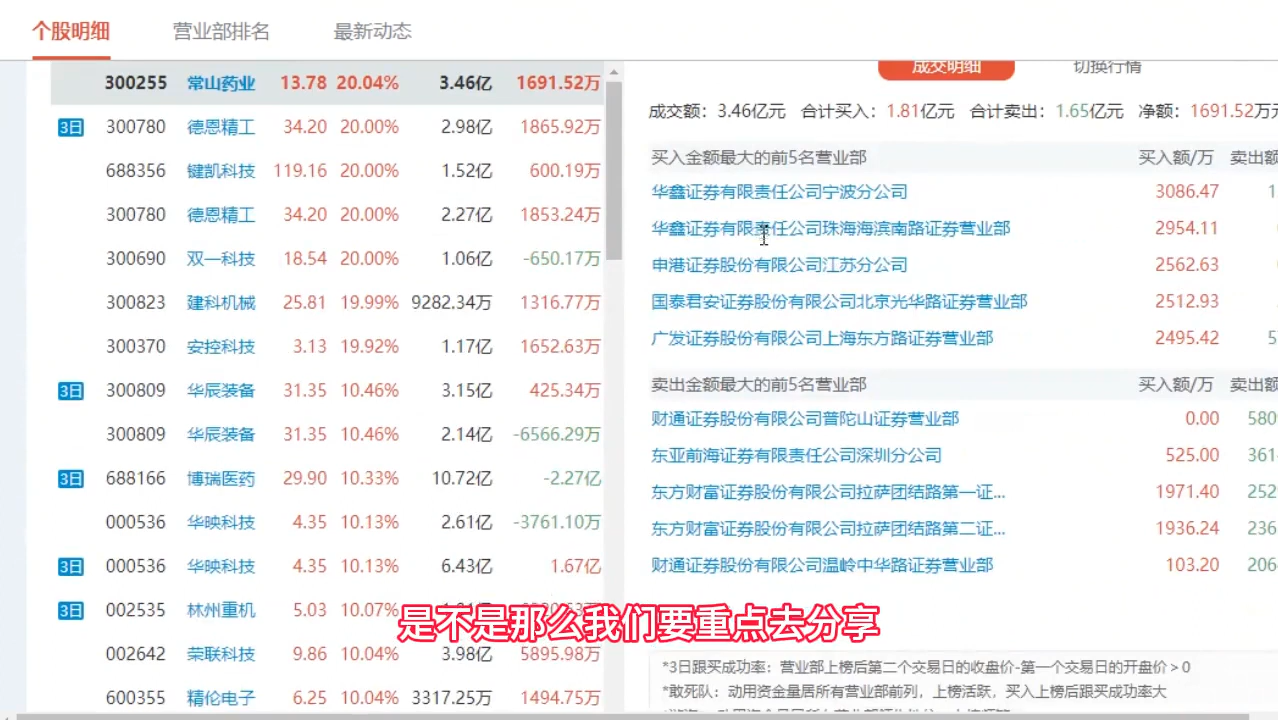 个股明细 营业部排名 最新动态
成交明细 切换行情
300255 常山药业 13.78 20.04% 3.46亿 1691.52万
成交额：3.46亿元 合计买入：1.81亿元 合计卖出：1.65亿元 净额：1691.52万元
3日 300780 德恩精工 34.20 20.00% 2.98亿 1865.92万
688356 键凯科技 119.16 20.00% 1.52亿 600.19万
300780 德恩精工 34.20 20.00% 2.27亿 1853.24万
300690 双一科技 18.54 20.00% 1.06亿 -650.17万
300823 建科机械 25.81 19.99% 9282.34万 1316.77万
300370 安控科技 3.13 19.92% 1.17亿 1652.63万
3日 300809 华辰装备 31.35 10.46% 3.15亿 425.34万
300809 华辰装备 31.35 10.46% 2.14亿 -6566.29万
3日 688166 博瑞医药 29.90 10.33% 10.72亿 -2.27亿
000536 华映科技 4.35 10.13% 2.61亿 -3761.10万
3日 000536 华映科技 4.35 10.13% 6.43亿 1.67亿
3日 002535 林州重机 5.03 10.07%
002642 荣联科技 9.86 10.04% 3.98亿 5895.98万
600355 精伦电子 6.25 10.04% 3317.25万 1494.75万
买入金额最大的前5名营业部 买入额/万 卖出额
华鑫证券有限责任公司宁波分公司 3086.47 1
华鑫证券有限责任公司珠海海滨南路证券营业部 2954.11
申港证券股份有限公司江苏分公司 2562.63
国泰君安证券股份有限公司北京光华路证券营业部 2512.93
广发证券股份有限公司上海东方路证券营业部 2495.42 5
卖出金额最大的前5名营业部 买入额/万 卖出额
财通证券股份有限公司普陀山证券营业部 0.00 580
东亚前海证券有限责任公司深圳分公司 525.00 361
东方财富证券股份有限公司拉萨团结路第一证... 1971.40 252
东方财富证券股份有限公司拉萨团结路第二证... 1936.24 236
财通证券股份有限公司温岭中华路证券营业部 103.20 206
是不是那么我们要重点去分享
*3日跟买成功率：营业部上榜后第二个交易日的收盘价-第一个交易日的开盘价＞0
*敢死队：动用资金量居所有营业部前列，上榜活跃，买入上榜后跟买成功率大